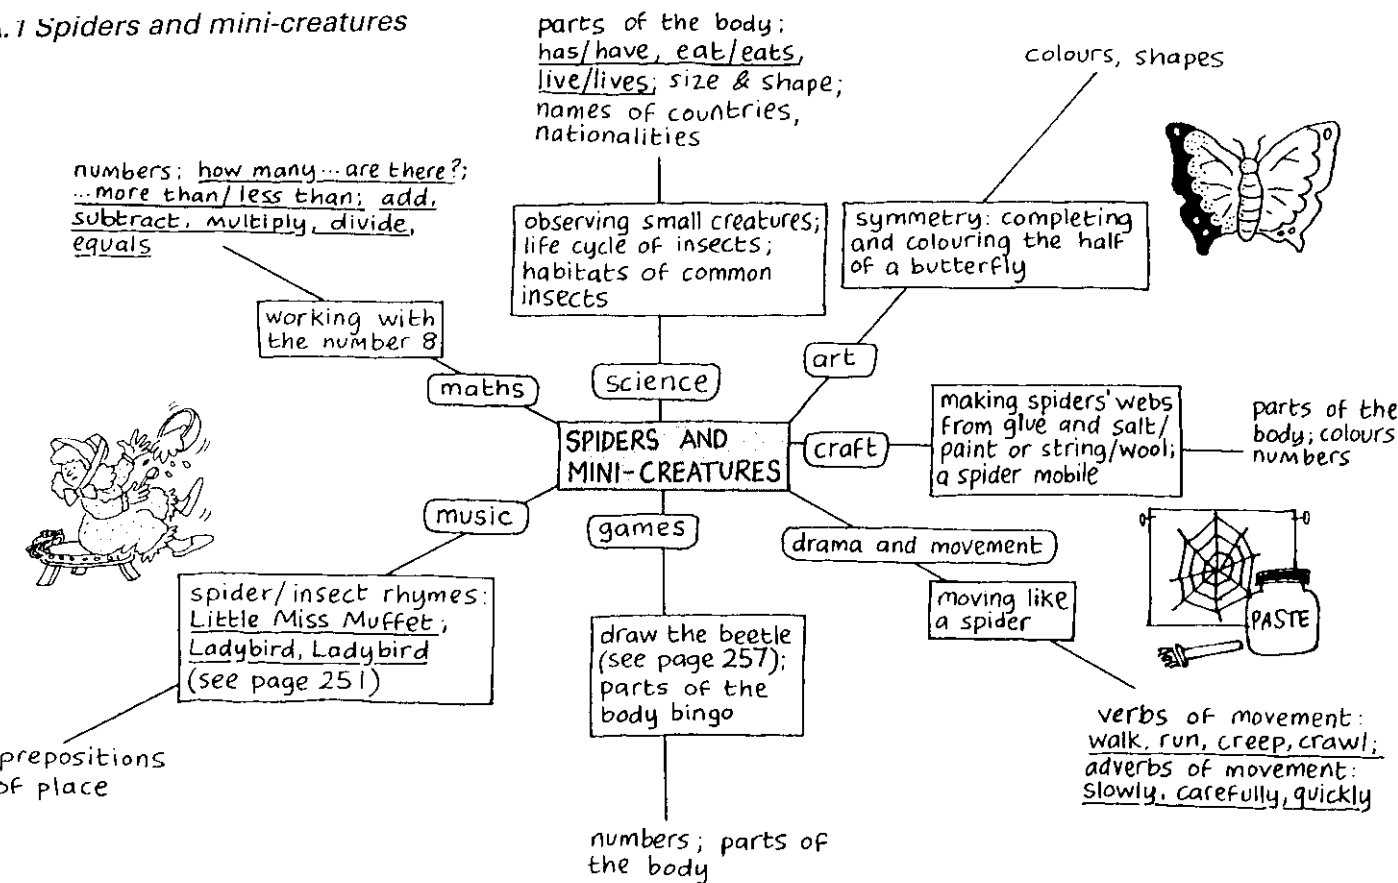 1 Spiders and mini-creatures
parts of the body;
has/have, eat/eats,
live/lives; size & shape;
names of countries,
nationalities
colours, shapes
numbers; how many...are there?;
...more than/less than; add,
subtract, multiply, divide,
equals
observing small creatures;
life cycle of insects;
habitats of common
insects
symmetry: completing
and colouring the half
of a butterfly
working with
the number 8
maths
science
art
SPIDERS AND
MINI-CREATURES
craft
making spiders' webs
from glue and salt/
paint or string/wool;
a spider mobile
parts of the
body; colours
numbers
music
games
drama and movement
spider/insect rhymes:
Little Miss Muffet;
Ladybird, Ladybird
(see page 251)
draw the beetle
(see page 257);
parts of the
body bingo
moving like
a spider
PASTE
prepositions
of place
verbs of movement:
walk, run, creep, crawl;
adverbs of movement:
slowly, carefully, quickly
numbers; parts of
the body